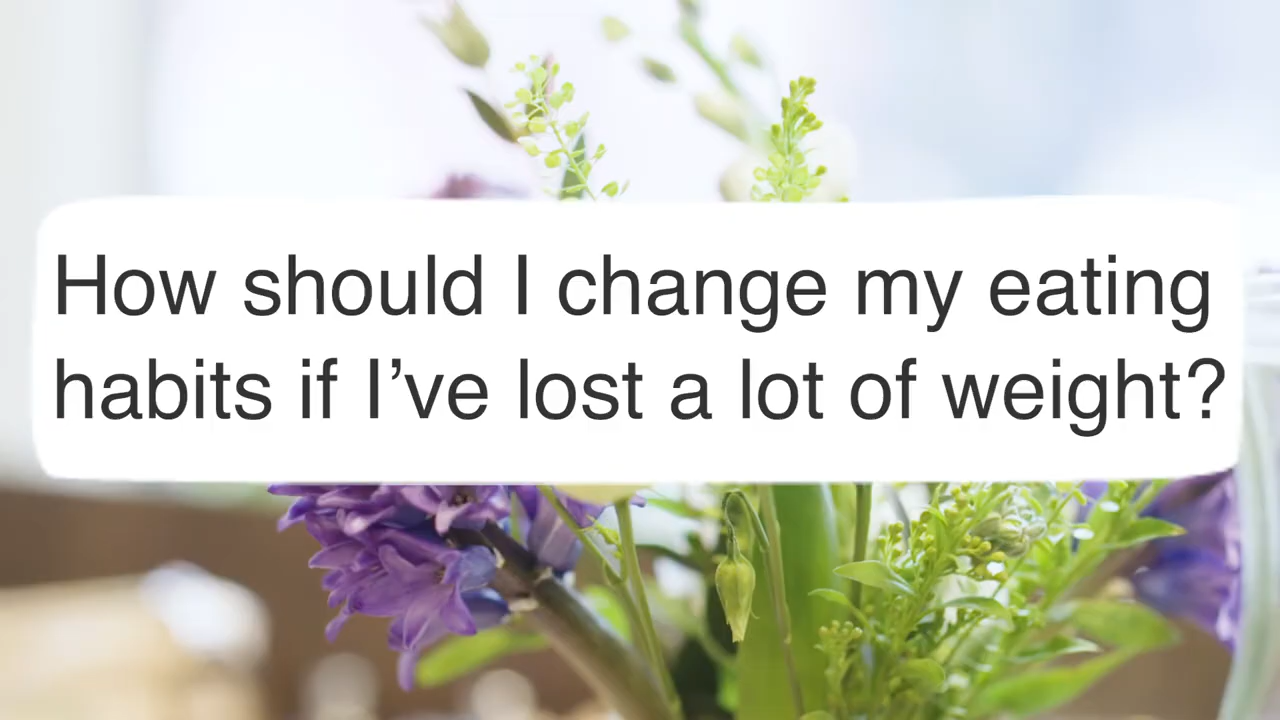 How should I change my eating
habits if I’ve lost a lot of weight?